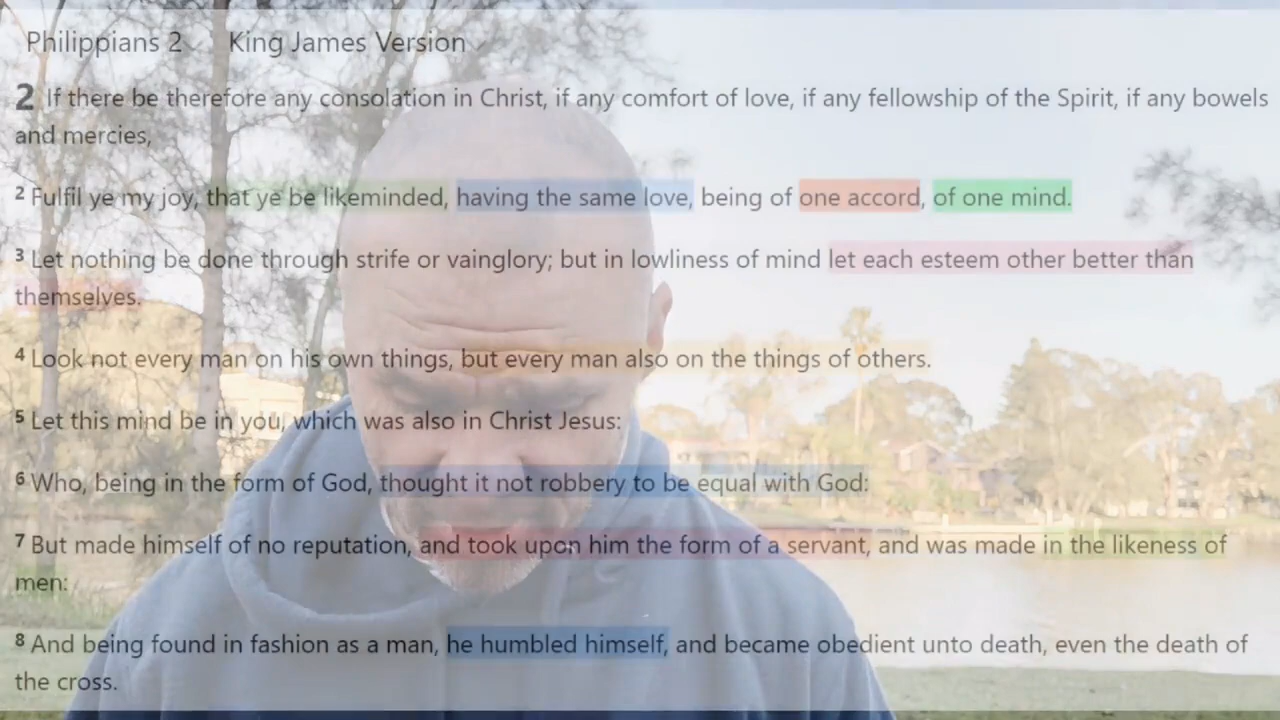 Philippians 2 King James Version
2 If there be therefore any consolation in Christ, if any comfort of love, if any fellowship of the Spirit, if any bowels
and mercies,
2 Fulfil ye my joy, that ye be likeminded, having the same love, being of one accord, of one mind.
3 Let nothing be done through strife or vainglory; but in lowliness of mind let each esteem other better than
themselves.
4 Look not every man on his own things, but every man also on the things of others.
5 Let this mind be in you, which was also in Christ Jesus:
6 Who, being in the form of God, thought it not robbery to be equal with God:
7 But made himself of no reputation, and took upon him the form of a servant, and was made in the likeness of
men:
8 And being found in fashion as a man, he humbled himself, and became obedient unto death, even the death of
the cross.